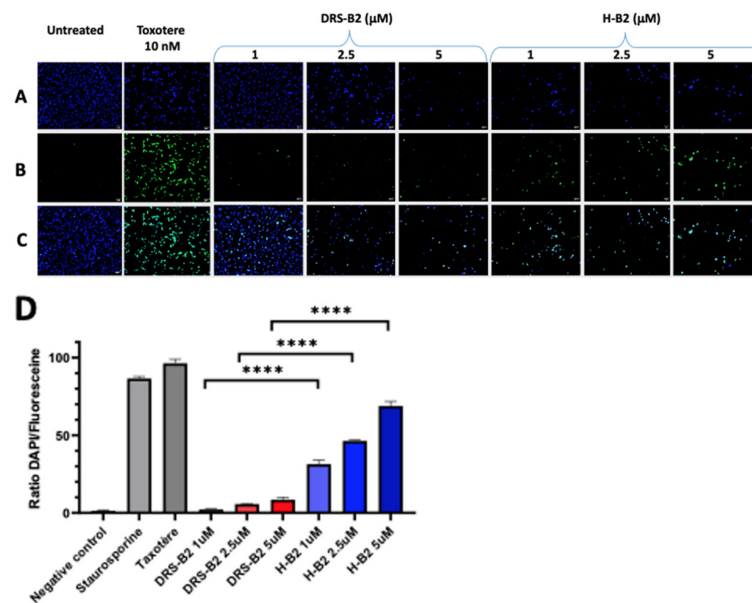 Untreated
Toxotere
10 nM
DRS-B2 (µM)
H-B2 (µM)
1
2.5
5
1
2.5
5
A
B
C
D
****
****
****
Ratio DAPI/Fluoresceine
100
50
0
Negative control
Staurosporine
Taxotère
DRS-B2 1uM
DRS-B2 2.5uM
DRS-B2 5uM
H-B2 1uM
H-B2 2.5uM
H-B2 5uM